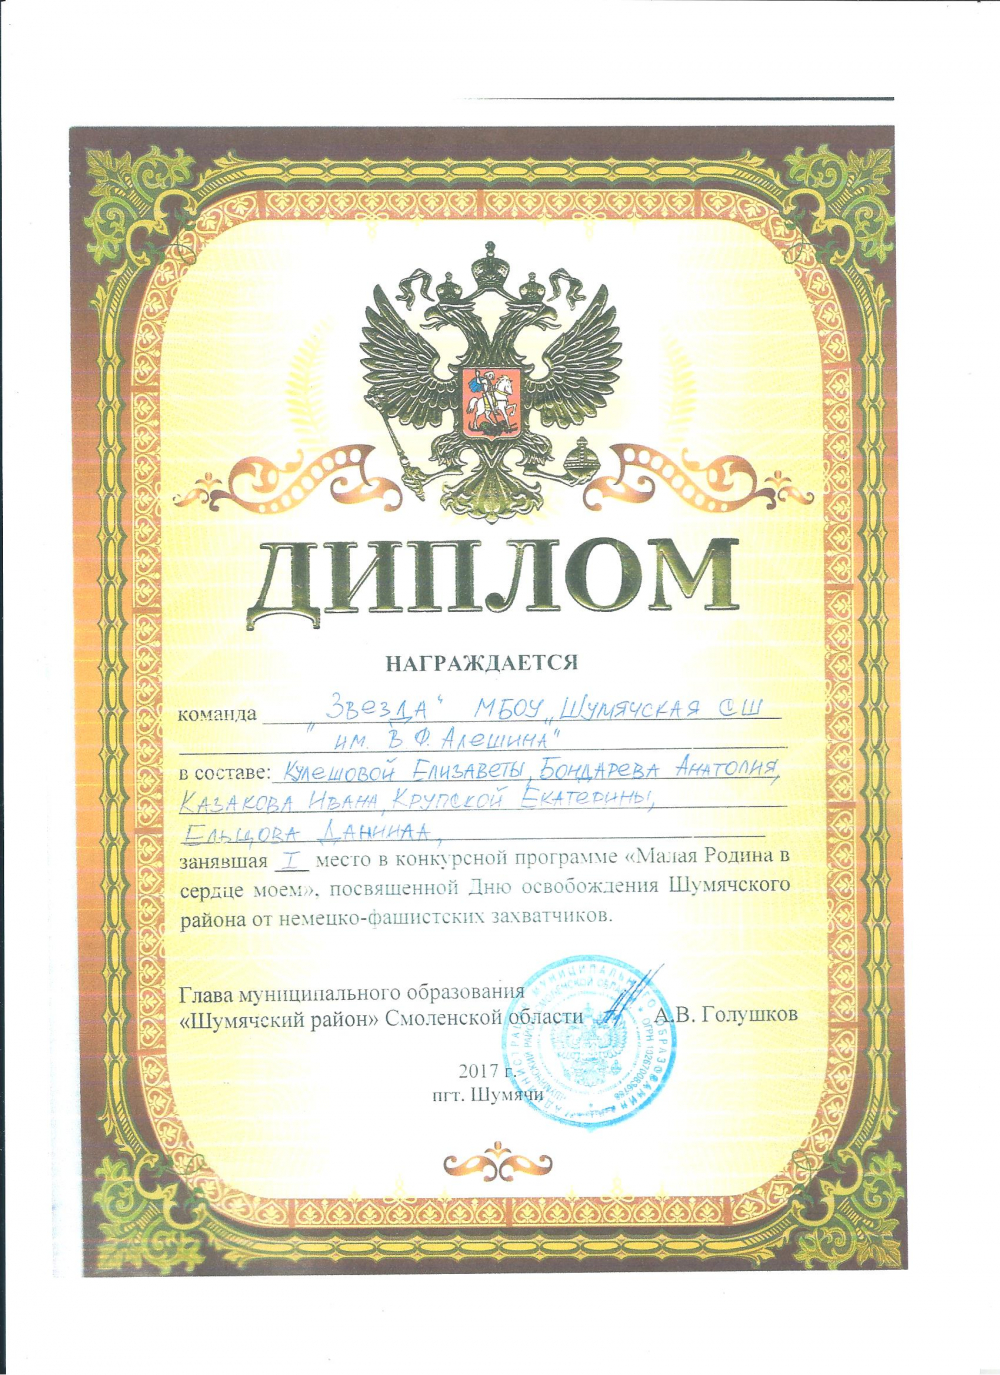 ДИПЛОМ
НАГРАЖДАЕТСЯ
команда „Звезда“ МБОУ „Шумячская СШ
им. В.Ф. Алешина“
в составе: Кулешовой Елизаветы, Бондарева Анатолия,
Казакова Ивана, Крупской Екатерины,
Ельцова Даниила,
занявшая I место в конкурсной программе «Малая Родина в
сердце моем», посвященной Дню освобождения Шумячского
района от немецко-фашистских захватчиков.
Глава муниципального образования
«Шумячский район» Смоленской области А.В. Голушков
2017 г.
пгт. Шумячи